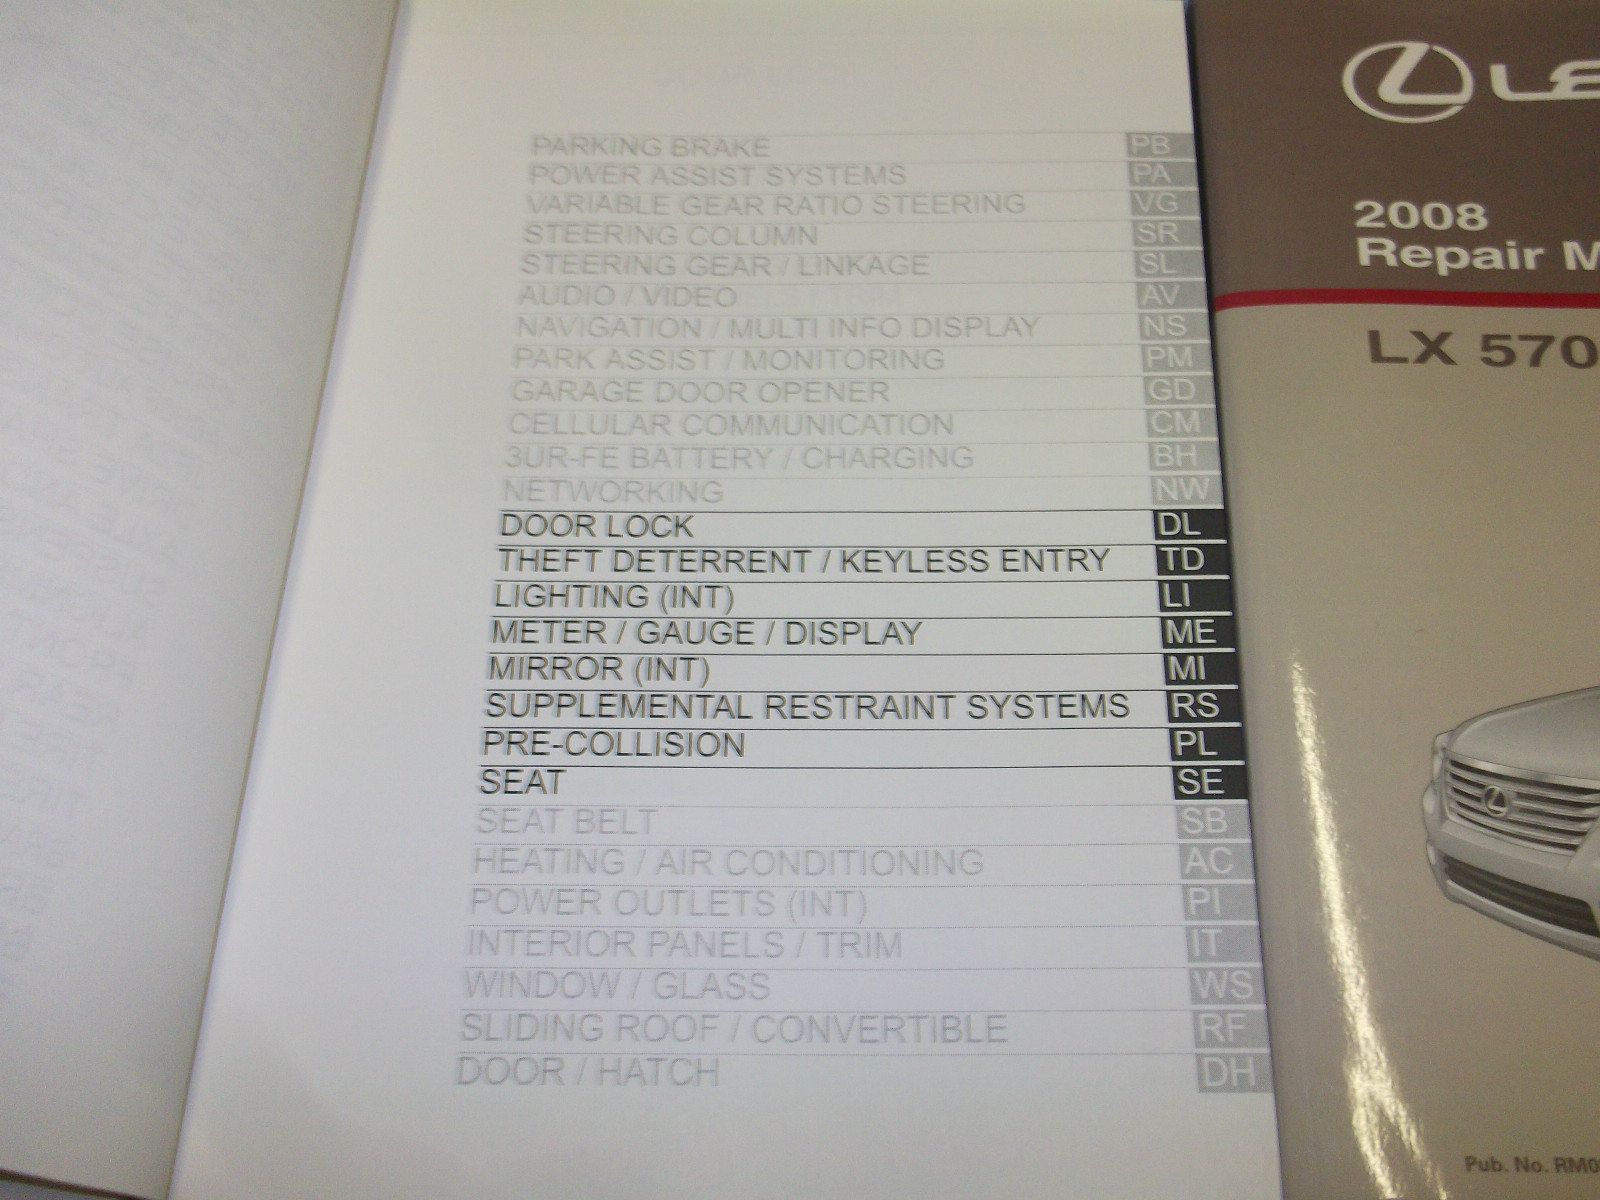 PARKING BRAKE PB
POWER ASSIST SYSTEMS PA
VARIABLE GEAR RATIO STEERING VG
STEERING COLUMN SR
STEERING GEAR / LINKAGE SL
AUDIO / VIDEO AV
NAVIGATION / MULTI INFO DISPLAY NS
PARK ASSIST / MONITORING PM
GARAGE DOOR OPENER GD
CELLULAR COMMUNICATION CM
3UR-FE BATTERY / CHARGING BH
NETWORKING NW
DOOR LOCK DL
THEFT DETERRENT / KEYLESS ENTRY TD
LIGHTING (INT) LI
METER / GAUGE / DISPLAY ME
MIRROR (INT) MI
SUPPLEMENTAL RESTRAINT SYSTEMS RS
PRE-COLLISION PL
SEAT SE
SEAT BELT SB
HEATING / AIR CONDITIONING AC
POWER OUTLETS (INT) PI
INTERIOR PANELS / TRIM IT
WINDOW / GLASS WS
SLIDING ROOF / CONVERTIBLE RF
DOOR / HATCH DH
LE
2008
Repair M
LX 570
Pub. No. RM0